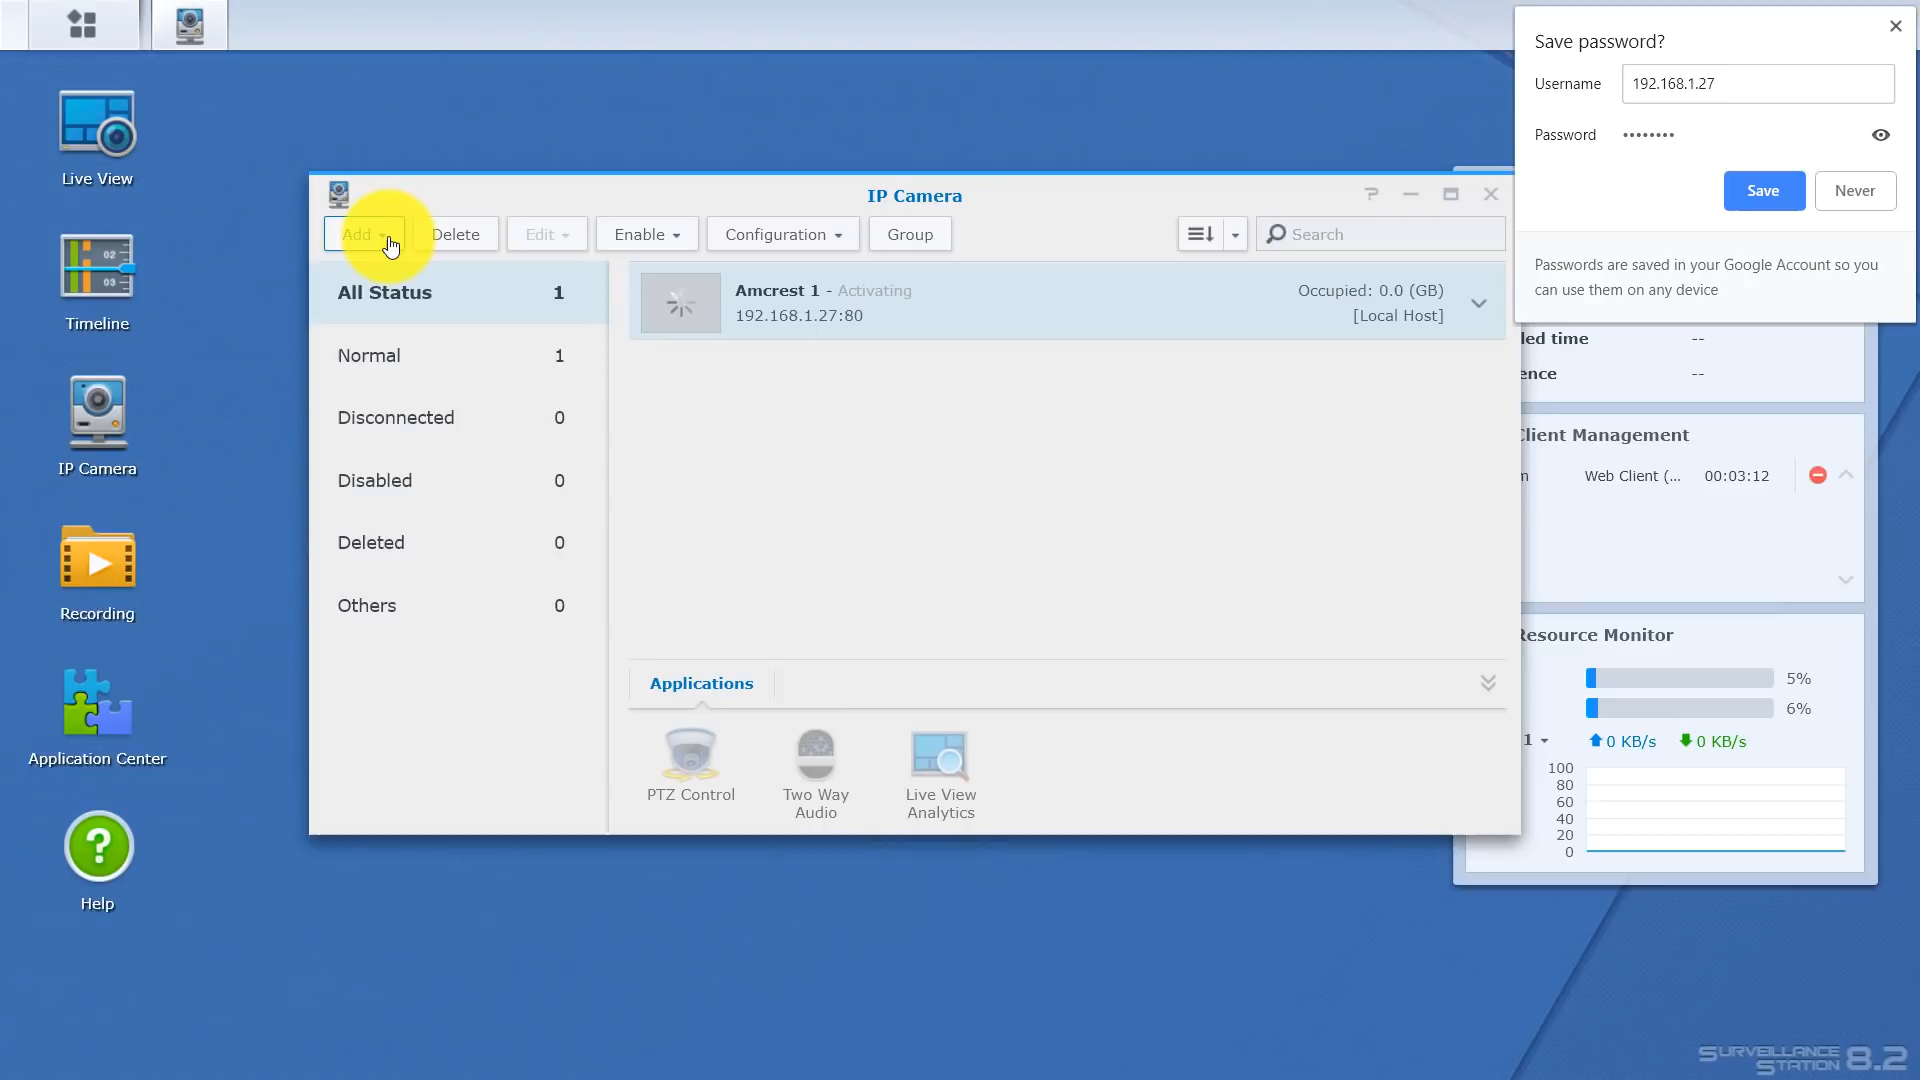 Save password?
Username
192.168.1.27
Password
••••••••
Save
Never
Passwords are saved in your Google Account so you
can use them on any device
Live View
Timeline
IP Camera
Recording
Application Center
Help
IP Camera
Add
Delete
Edit
Enable
Configuration
Group
Search
All Status 1
Normal 1
Disconnected 0
Disabled 0
Deleted 0
Others 0
Amcrest 1 - Activating
192.168.1.27:80
Occupied: 0.0 (GB)
[Local Host]
Applications
PTZ Control
Two Way
Audio
Live View
Analytics
led time --
ence --
Client Management
m Web Client (... 00:03:12
Resource Monitor
5%
6%
1 0 KB/s 0 KB/s
100
80
60
40
20
0
02
03
SURVEILLANCE
STATION 8.2